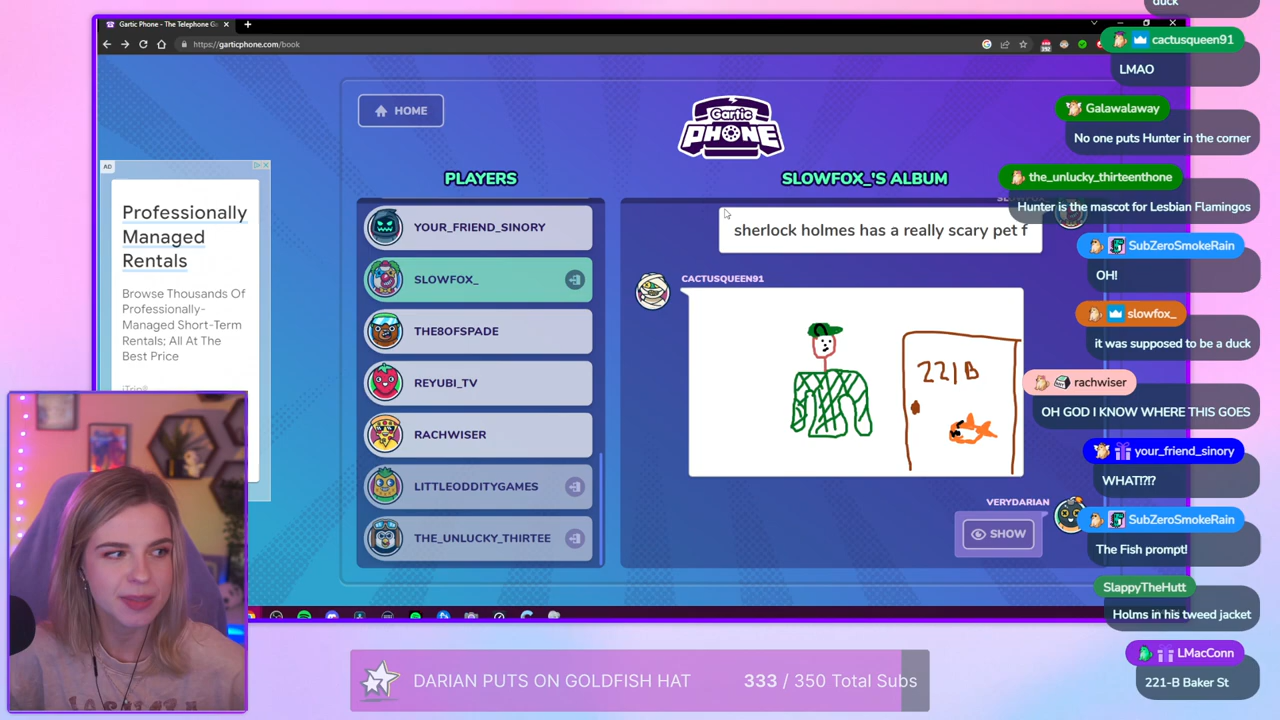 Gartic Phone - The Telephone Ga
https://garticphone.com/book
HOME
Gartic
PHONE
AD
Professionally
Managed
Rentals
Browse Thousands Of
Professionally-
Managed Short-Term
Rentals; All At The
Best Price
PLAYERS
YOUR_FRIEND_SINORY
SLOWFOX_
THE8OFSPADE
REYUBI_TV
RACHWISER
LITTLEODDITYGAMES
THE_UNLUCKY_THIRTEE
SLOWFOX_'S ALBUM
sherlock holmes has a really scary pet f
CACTUSQUEEN91
221B
VERYDARIAN
SHOW
duck
cactusqueen91
LMAO
Galawalaway
No one puts Hunter in the corner
the_unlucky_thirteenthone
Hunter is the mascot for Lesbian Flamingos
SubZeroSmokeRain
OH!
slowfox_
it was supposed to be a duck
rachwiser
OH GOD I KNOW WHERE THIS GOES
your_friend_sinory
WHAT!?!?
SubZeroSmokeRain
The Fish prompt!
SlappyTheHutt
Holms in his tweed jacket
LMacConn
221-B Baker St
DARIAN PUTS ON GOLDFISH HAT
333 / 350 Total Subs